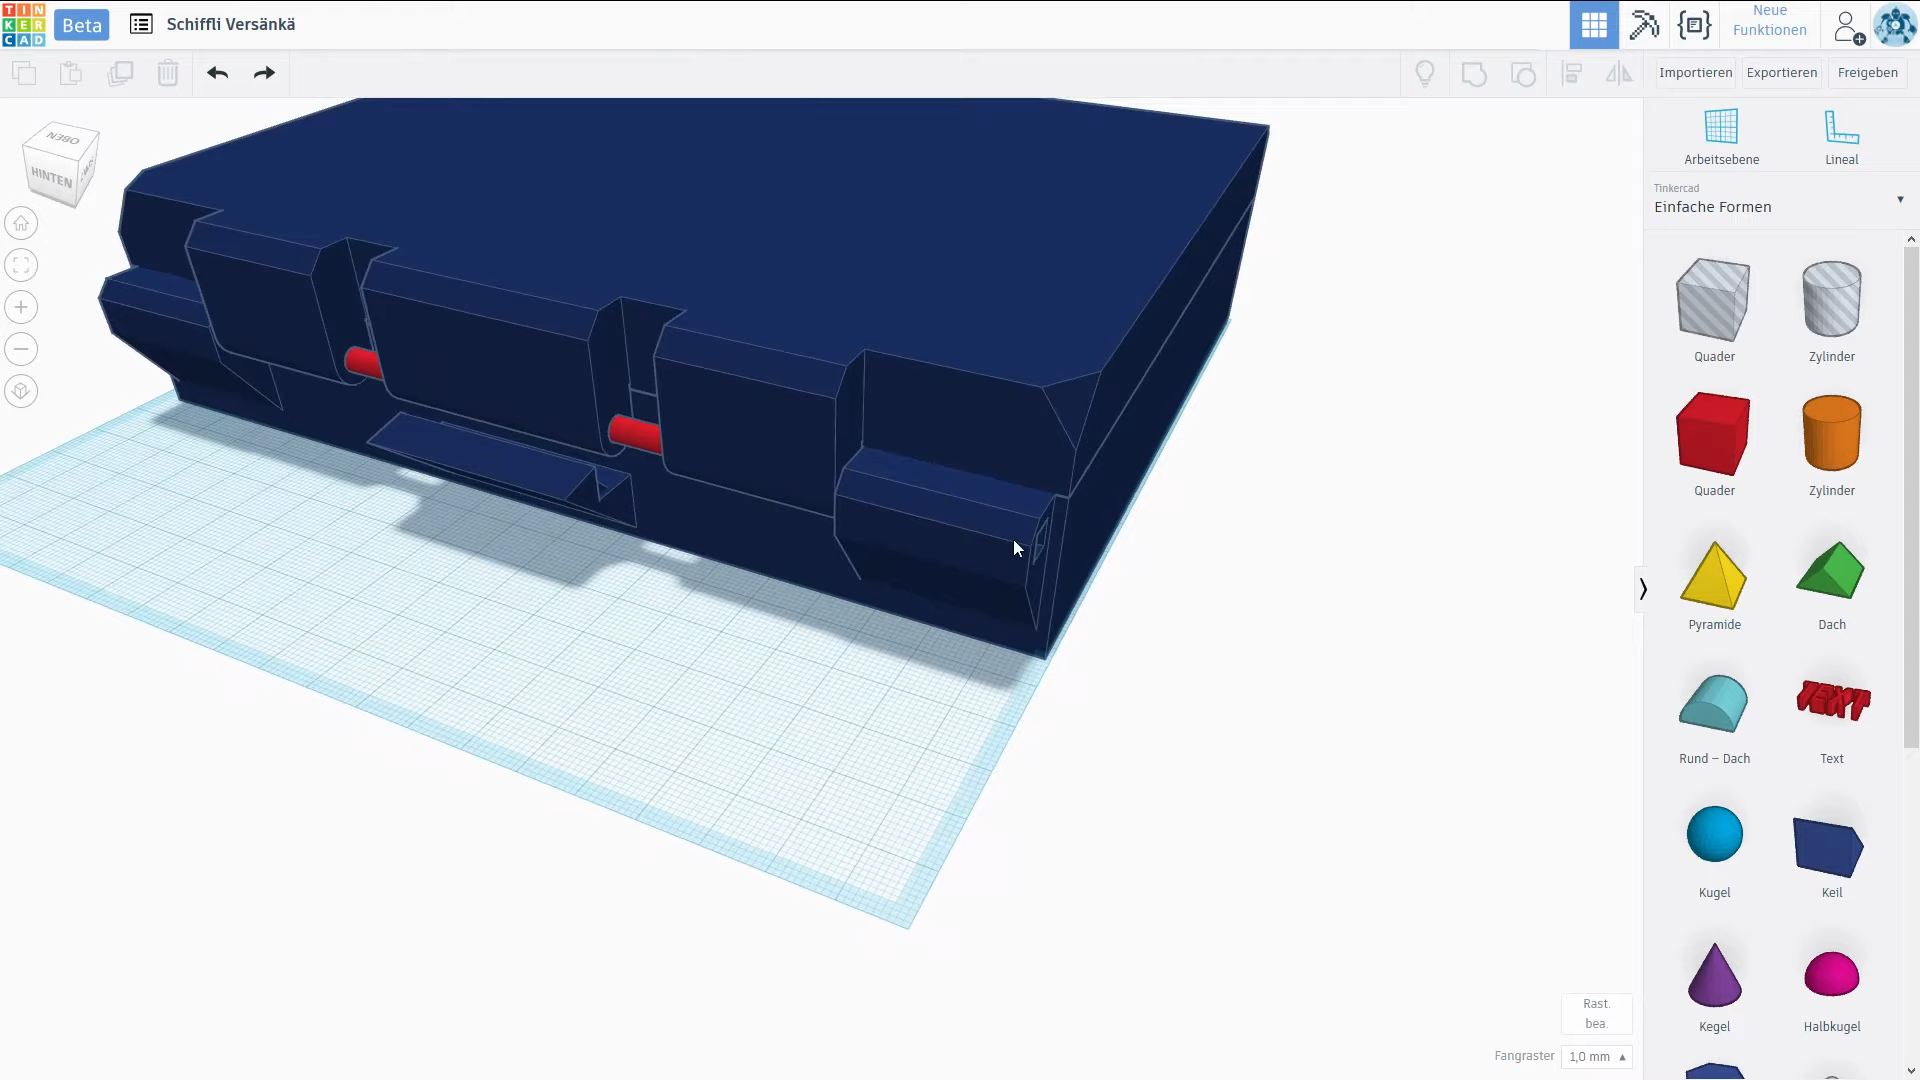 TIN
KER
CAD
Beta
Schiffli Versänkä
Neue
Funktionen
Importieren
Exportieren
Freigeben
OBEN
HINTEN
Arbeitsebene
Lineal
Tinkercad
Einfache Formen
Quader
Zylinder
Quader
Zylinder
Pyramide
Dach
TEXT
Rund – Dach
Text
Kugel
Keil
Kegel
Halbkugel
Rast.
bea.
Fangraster
1,0 mm